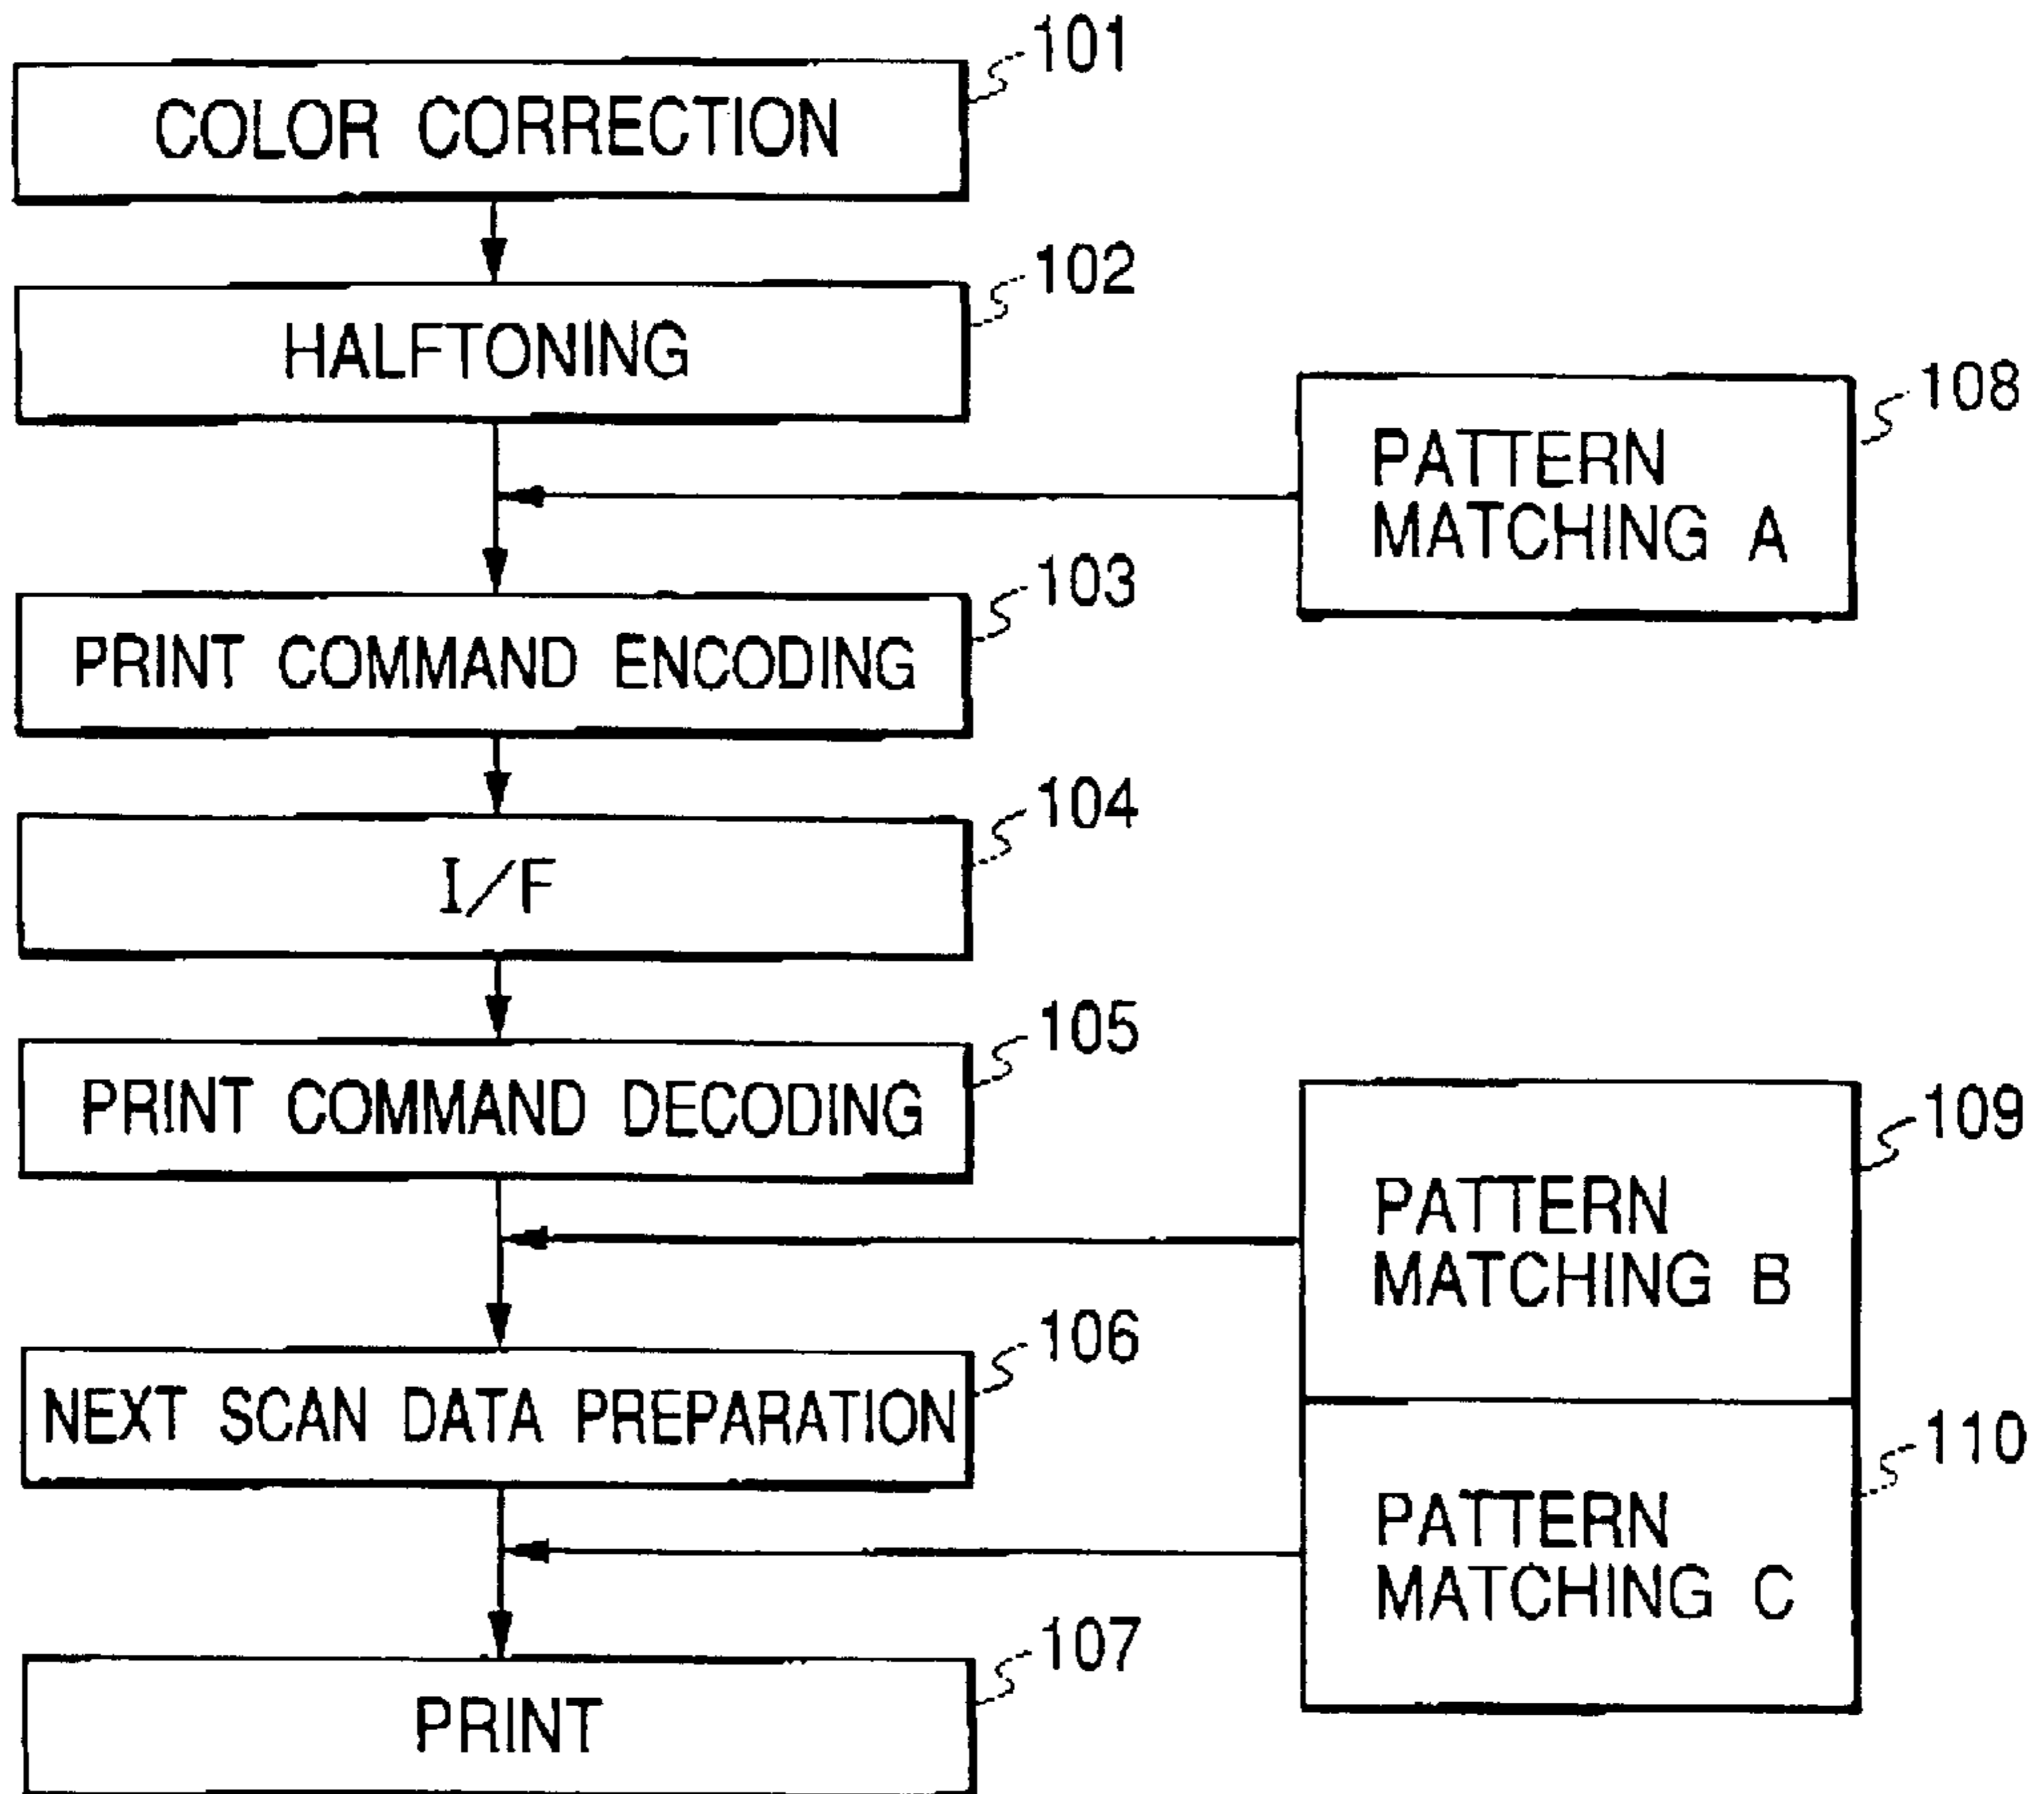 101
COLOR CORRECTION
102
HALFTONING
108
PATTERN
MATCHING A
103
PRINT COMMAND ENCODING
104
I/F
105
PRINT COMMAND DECODING
109
PATTERN
MATCHING B
106
NEXT SCAN DATA PREPARATION
110
PATTERN
MATCHING C
107
PRINT